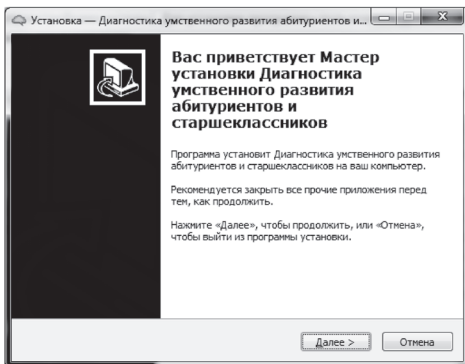 Установка — Диагностика умственного развития абитуриентов и...
Вас приветствует Мастер
установки Диагностика
умственного развития
абитуриентов и
старшеклассников
Программа установит Диагностика умственного развития
абитуриентов и старшеклассников на ваш компьютер.
Рекомендуется закрыть все прочие приложения перед
тем, как продолжить.
Нажмите «Далее», чтобы продолжить, или «Отмена»,
чтобы выйти из программы установки.
Далее >
Отмена